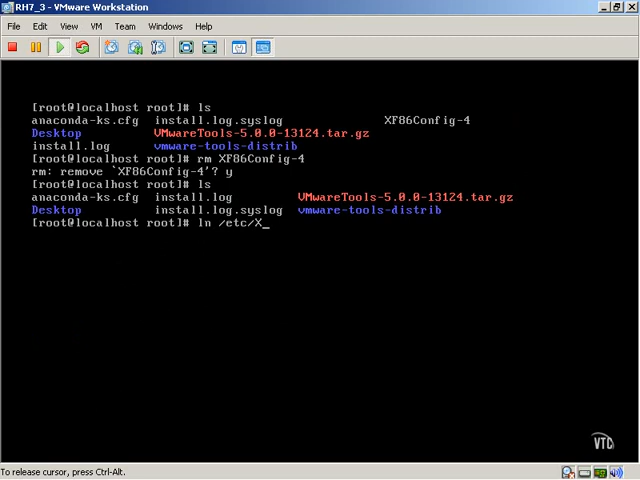 RH7_3 - VMware Workstation
File Edit View VM Team Windows Help
[root@localhost root]# ls
anaconda-ks.cfg install.log.syslog XF86Config-4
Desktop VMwareTools-5.0.0-13124.tar.gz
install.log vmware-tools-distrib
[root@localhost root]# rm XF86Config-4
rm: remove `XF86Config-4'? y
[root@localhost root]# ls
anaconda-ks.cfg install.log VMwareTools-5.0.0-13124.tar.gz
Desktop install.log.syslog vmware-tools-distrib
[root@localhost root]# ln /etc/X_
VTC
To release cursor, press Ctrl-Alt.